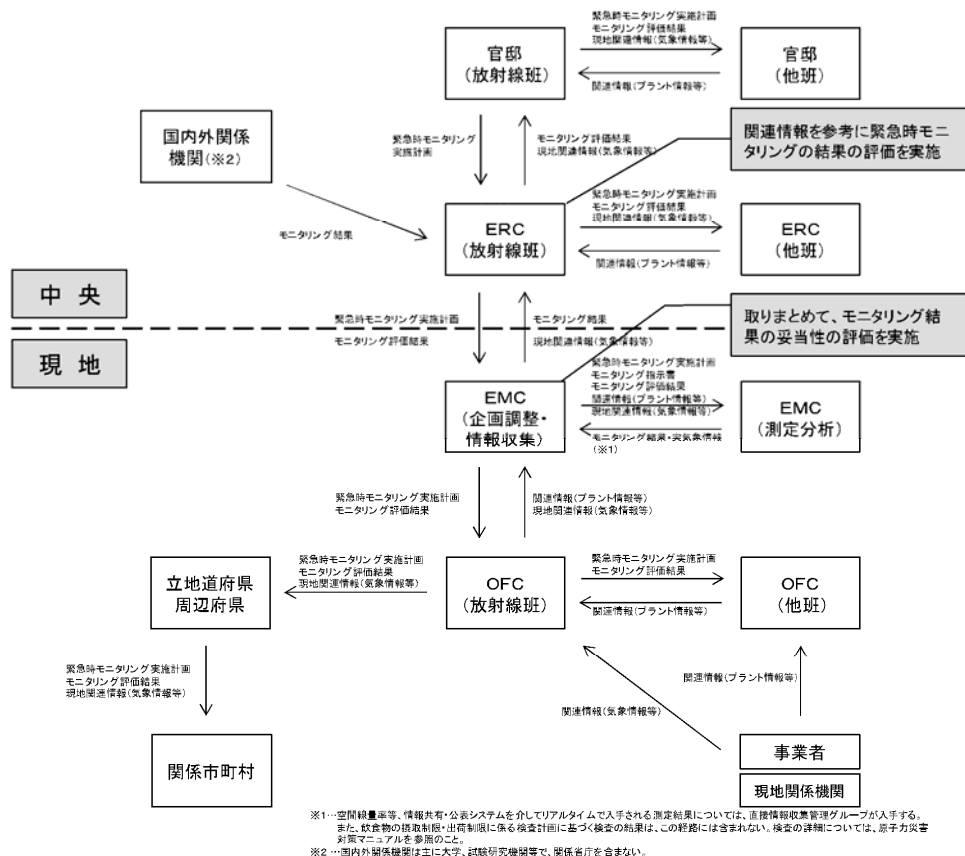 緊急時モニタリング実施計画
モニタリング評価結果
現地関連情報(気象情報等)
官邸
(放射線班)
官邸
(他班)
関連情報(プラント情報等)
国内外関係
機関(※2)
緊急時モニタリング
実施計画
モニタリング評価結果
現地関連情報(気象情報等)
関連情報を参考に緊急時モニ
タリングの結果の評価を実施
モニタリング結果
ERC
(放射線班)
緊急時モニタリング実施計画
モニタリング評価結果
現地関連情報(気象情報等)
関連情報(プラント情報等)
ERC
(他班)
中 央
現 地
緊急時モニタリング実施計画
モニタリング評価結果
モニタリング結果
現地関連情報(気象情報等)
取りまとめて、モニタリング結
果の妥当性の評価を実施
EMC
(企画調整・
情報収集)
緊急時モニタリング実施計画
モニタリング指示書
モニタリング評価結果
関連情報(プラント情報等)
現地関連情報(気象情報等)
モニタリング結果・実気象情報
(※1)
EMC
(測定分析)
緊急時モニタリング実施計画
モニタリング評価結果
関連情報(プラント情報等)
現地関連情報(気象情報等)
立地道府県
周辺府県
緊急時モニタリング実施計画
モニタリング評価結果
現地関連情報(気象情報等)
OFC
(放射線班)
緊急時モニタリング実施計画
モニタリング評価結果
関連情報(プラント情報等)
OFC
(他班)
緊急時モニタリング実施計画
モニタリング評価結果
現地関連情報(気象情報等)
関連情報(気象情報等)
関連情報(プラント情報等)
関係市町村
事業者
現地関係機関
※1…空間線量率等、情報共有・公表システムを介してリアルタイムで入手される測定結果については、直接情報収集管理グループが入手する。
また、飲食物の摂取制限・出荷制限に係る検査計画に基づく検査の結果は、この経路には含まれない。検査の詳細については、原子力災害
対策マニュアルを参照のこと。
※2…国内外関係機関は主に大学、試験研究機関等で、関係省庁を含まない。